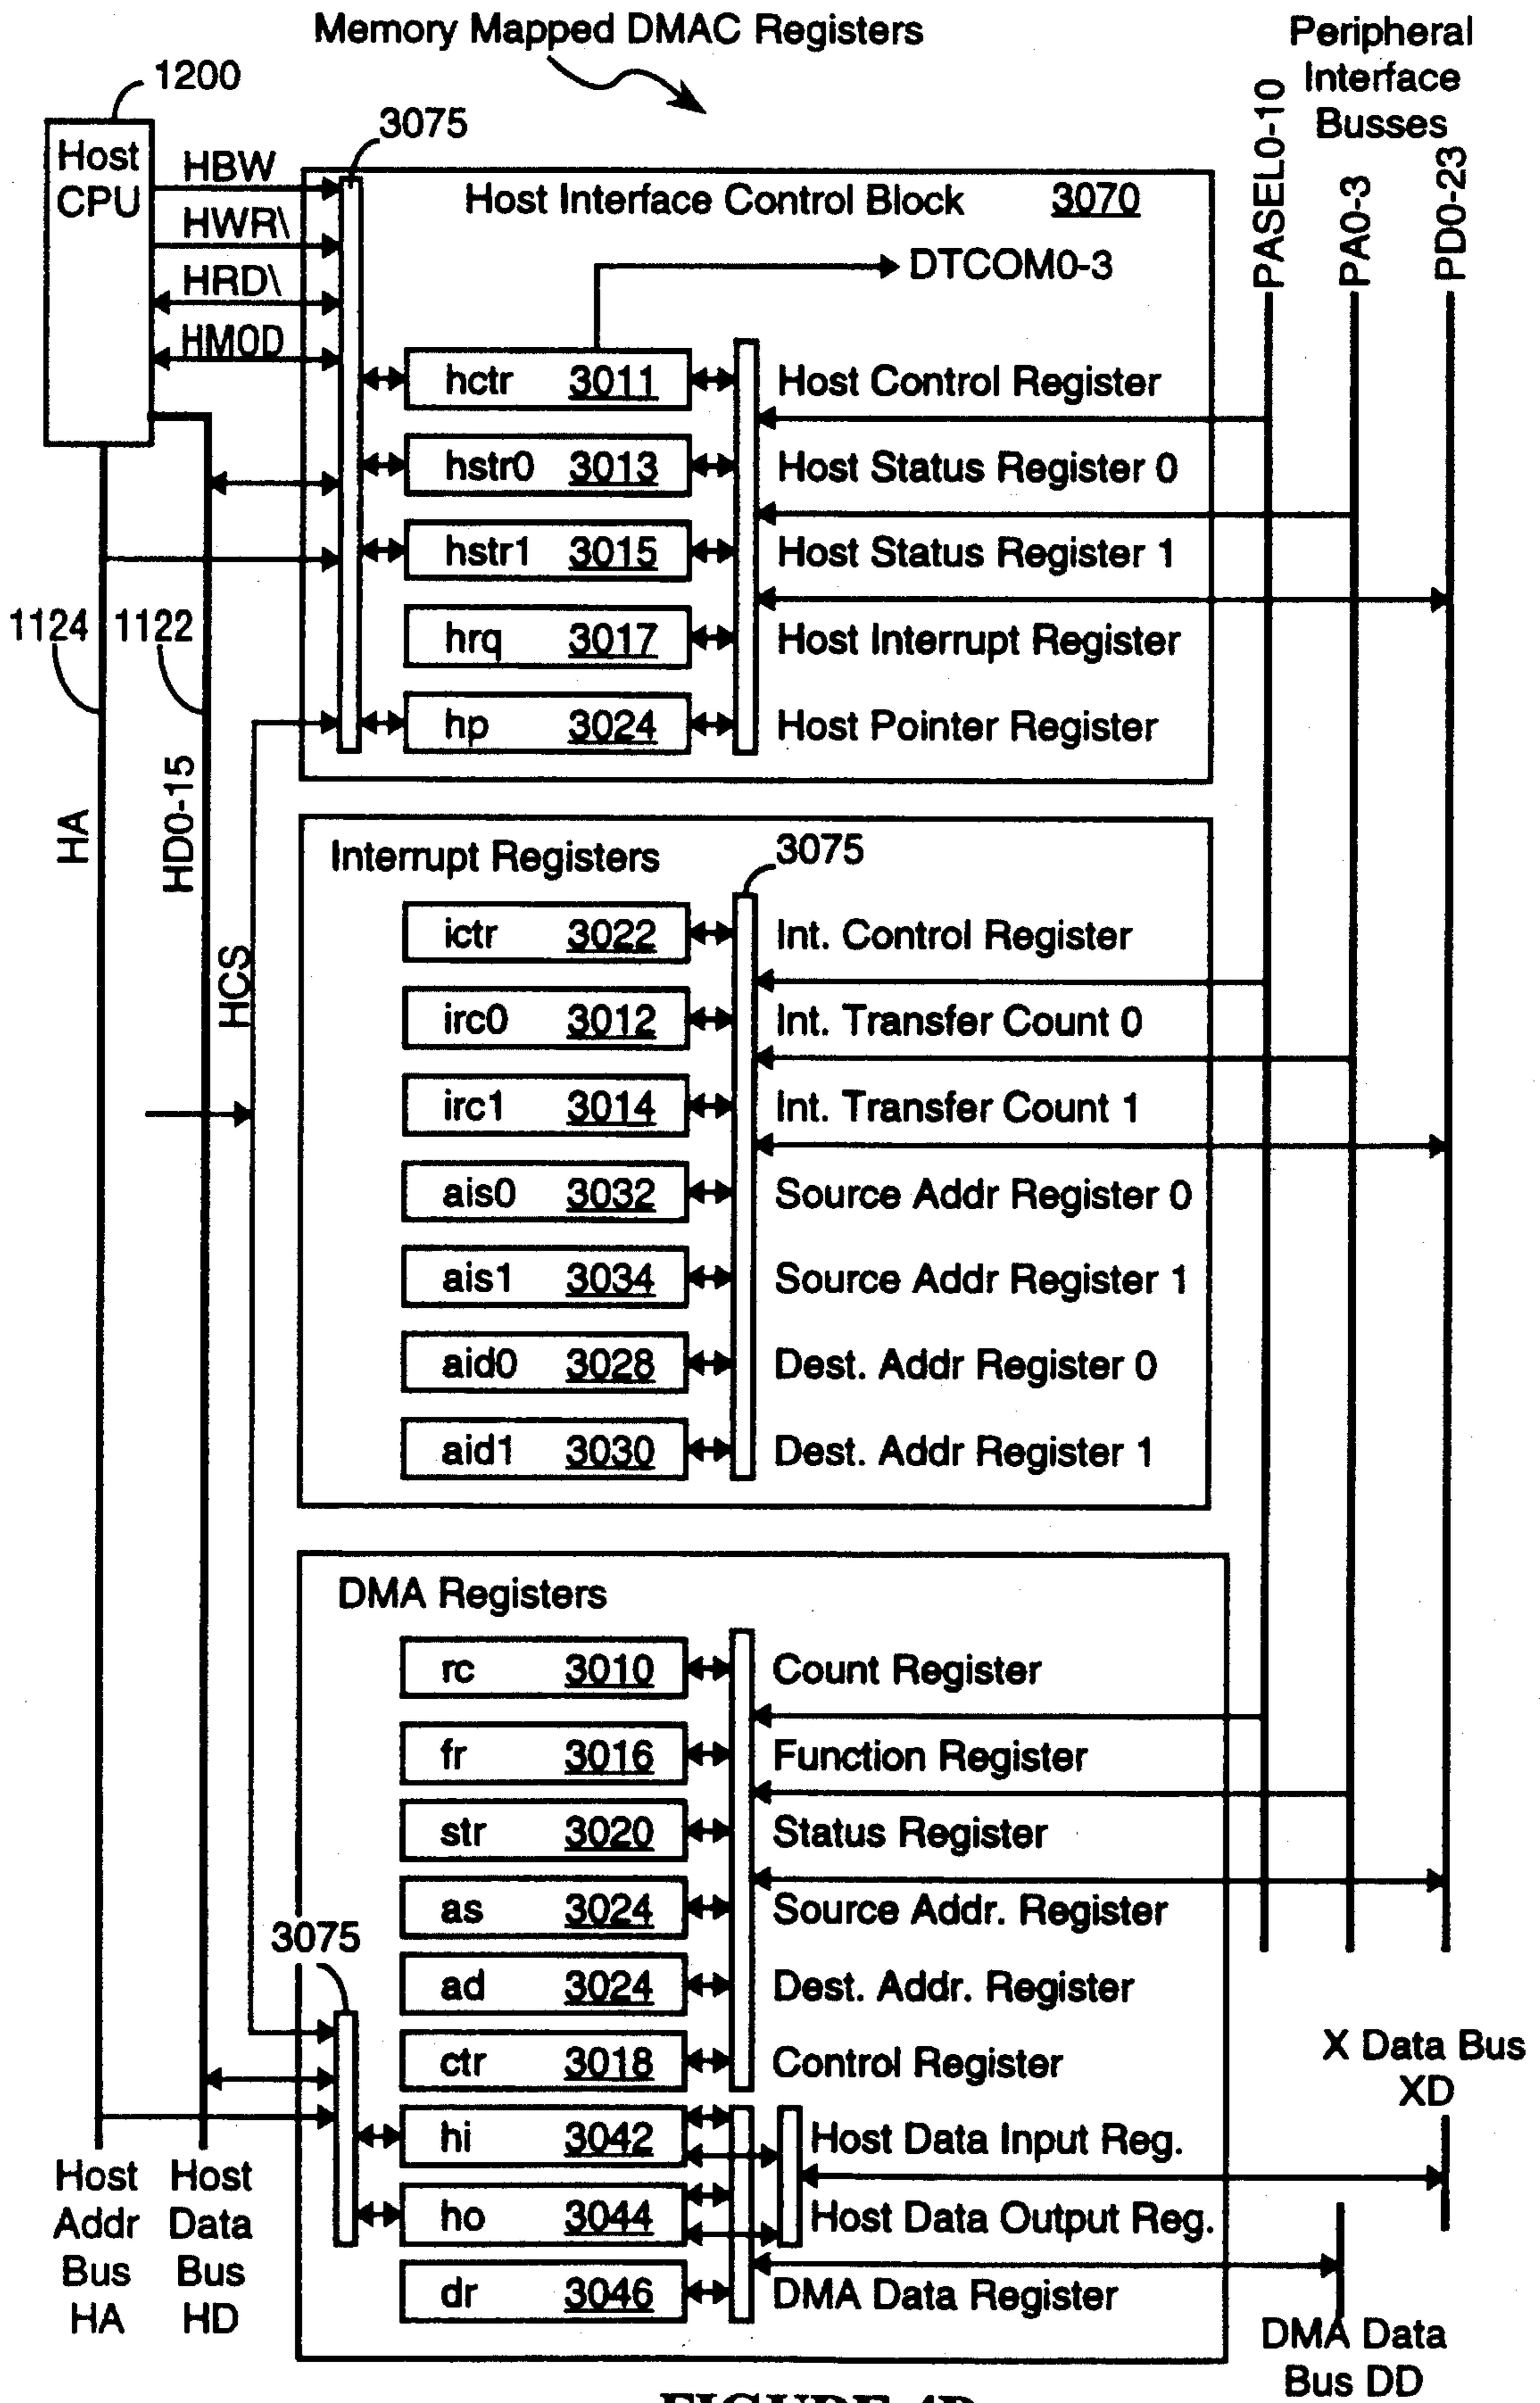 Memory Mapped DMAC Registers
Peripheral
Interface
Busses
1200
Host
CPU
HBW
HWR\
HRD\
HMOD
3075
Host Interface Control Block 3070
DTCOM0-3
PASEL0-10
PA0-3
PD0-23
hctr 3011 Host Control Register
hstr0 3013 Host Status Register 0
hstr1 3015 Host Status Register 1
hrq 3017 Host Interrupt Register
hp 3024 Host Pointer Register
1124
1122
HA
HD0-15
HCS
Interrupt Registers
3075
ictr 3022 Int. Control Register
irc0 3012 Int. Transfer Count 0
irc1 3014 Int. Transfer Count 1
ais0 3032 Source Addr Register 0
ais1 3034 Source Addr Register 1
aid0 3028 Dest. Addr Register 0
aid1 3030 Dest. Addr Register 1
DMA Registers
rc 3010 Count Register
fr 3016 Function Register
str 3020 Status Register
as 3024 Source Addr. Register
3075
ad 3024 Dest. Addr. Register
ctr 3018 Control Register
hi 3042 Host Data Input Reg.
ho 3044 Host Data Output Reg.
dr 3046 DMA Data Register
X Data Bus
XD
Host
Addr
Bus
HA
Host
Data
Bus
HD
DMA Data
Bus DD